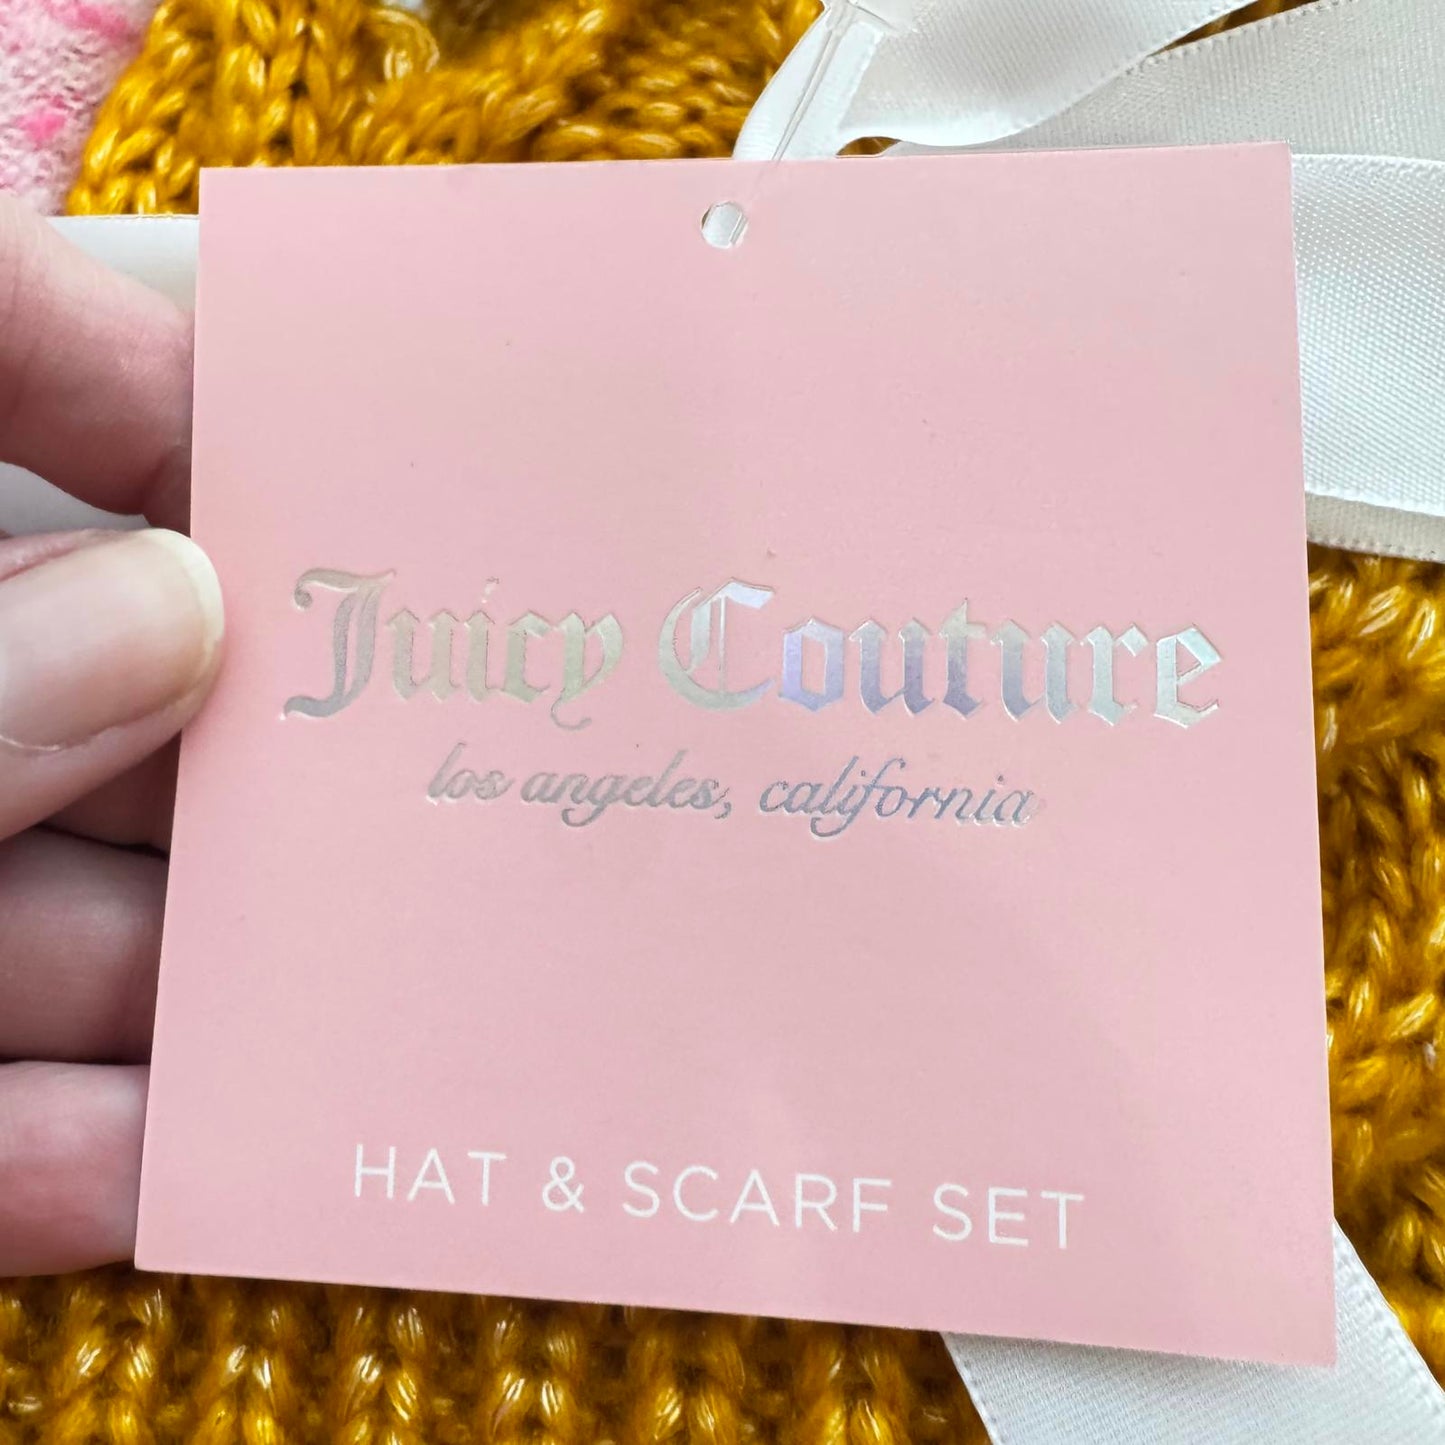 Juicy Couture
los angeles, california
HAT & SCARF SET